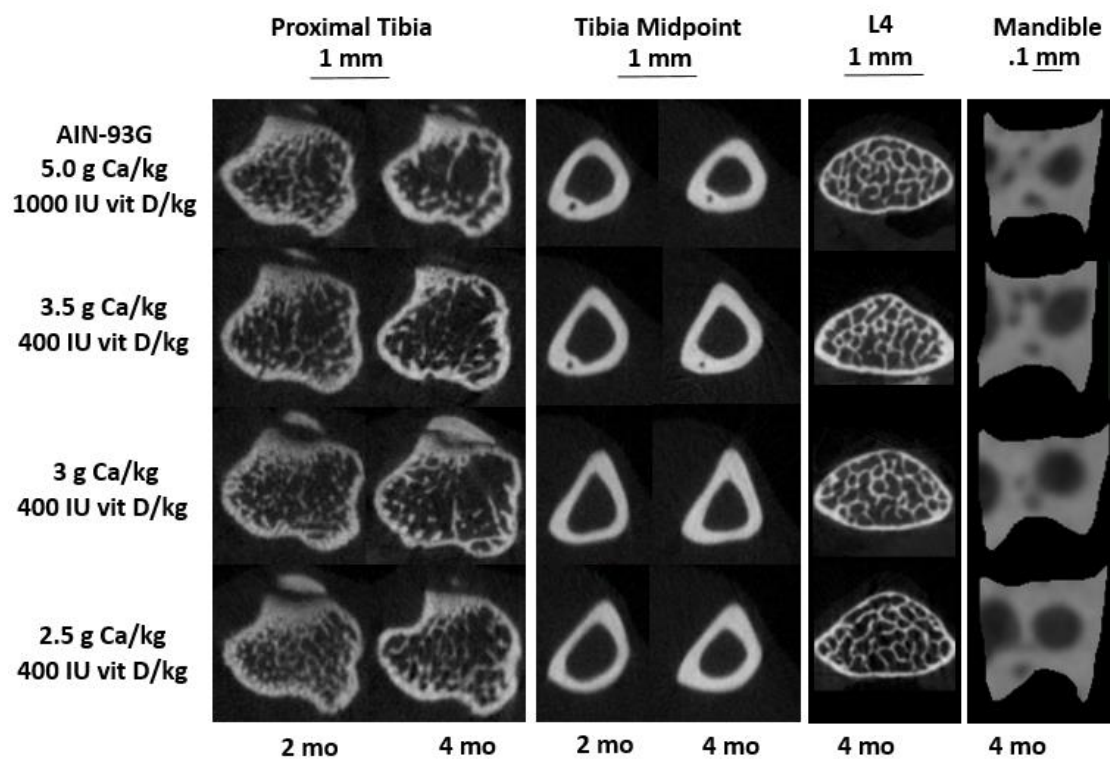 Proximal Tibia
1 mm
Tibia Midpoint
1 mm
L4
1 mm
Mandible
.1 mm
AIN-93G
5.0 g Ca/kg
1000 IU vit D/kg
3.5 g Ca/kg
400 IU vit D/kg
3 g Ca/kg
400 IU vit D/kg
2.5 g Ca/kg
400 IU vit D/kg
2 mo
4 mo
2 mo
4 mo
4 mo
4 mo